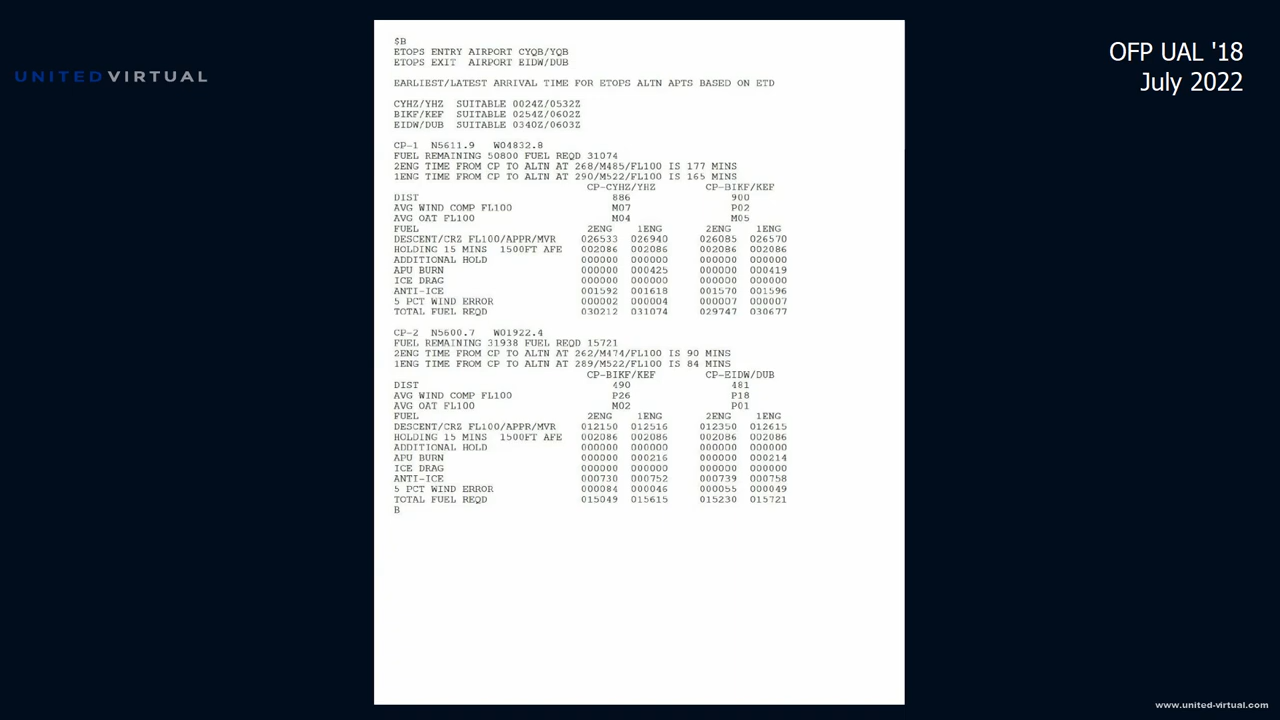 UNITEDVIRTUAL
OFP UAL '18
July 2022
$B
ETOPS ENTRY AIRPORT CYQB/YQB
ETOPS EXIT  AIRPORT EIDW/DUB
EARLIEST/LATEST ARRIVAL TIME FOR ETOPS ALTN APTS BASED ON ETD
CYHZ/YHZ  SUITABLE 0024Z/0532Z
BIKF/KEF  SUITABLE 0254Z/0602Z
EIDW/DUB  SUITABLE 0340Z/0603Z
CP-1  N5611.9   W04832.8
FUEL REMAINING 50800 FUEL REQD 31074
2ENG TIME FROM CP TO ALTN AT 268/M485/FL100 IS 177 MINS
1ENG TIME FROM CP TO ALTN AT 290/M522/FL100 IS 165 MINS
CP-CYHZ/YHZ        CP-BIKF/KEF
DIST                           886                900
AVG WIND COMP FL100            M07                P02
AVG OAT FL100                  M04                M05
FUEL                       2ENG    1ENG       2ENG    1ENG
DESCENT/CRZ FL100/APPR/MVR    026533  026940     026085  026570
HOLDING 15 MINS  1500FT AFE   002086  002086     002086  002086
ADDITIONAL HOLD               000000  000000     000000  000000
APU BURN                      000000  000425     000000  000419
ICE DRAG                      000000  000000     000000  000000
ANTI-ICE                      001592  001618     001570  001596
5 PCT WIND ERROR              000002  000004     000007  000007
TOTAL FUEL REQD               030212  031074     029747  030677
CP-2  N5600.7   W01922.4
FUEL REMAINING 31938 FUEL REQD 15721
2ENG TIME FROM CP TO ALTN AT 262/M474/FL100 IS 90 MINS
1ENG TIME FROM CP TO ALTN AT 289/M522/FL100 IS 84 MINS
CP-BIKF/KEF        CP-EIDW/DUB
DIST                           490                481
AVG WIND COMP FL100            P26                P18
AVG OAT FL100                  M02                P01
FUEL                       2ENG    1ENG       2ENG    1ENG
DESCENT/CRZ FL100/APPR/MVR    012150  012516     012350  012615
HOLDING 15 MINS  1500FT AFE   002086  002086     002086  002086
ADDITIONAL HOLD               000000  000000     000000  000000
APU BURN                      000000  000216     000000  000214
ICE DRAG                      000000  000000     000000  000000
ANTI-ICE                      000730  000752     000739  000758
5 PCT WIND ERROR              000084  000046     000055  000049
TOTAL FUEL REQD               015049  015615     015230  015721
B
www.united-virtual.com